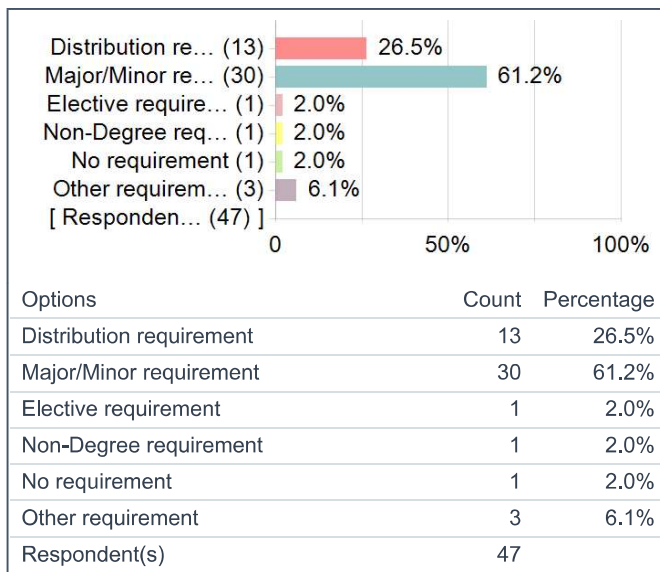 Distribution re… (13) 26.5%
Major/Minor re… (30) 61.2%
Elective require… (1) 2.0%
Non-Degree req… (1) 2.0%
No requirement (1) 2.0%
Other requirem… (3) 6.1%
[ Responden… (47) ]
0 50% 100%
Options Count Percentage
Distribution requirement 13 26.5%
Major/Minor requirement 30 61.2%
Elective requirement 1 2.0%
Non-Degree requirement 1 2.0%
No requirement 1 2.0%
Other requirement 3 6.1%
Respondent(s) 47